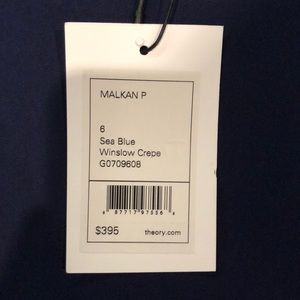 MALKAN P
6
Sea Blue
Winslow Crepe
G0709608
$395 theory.com